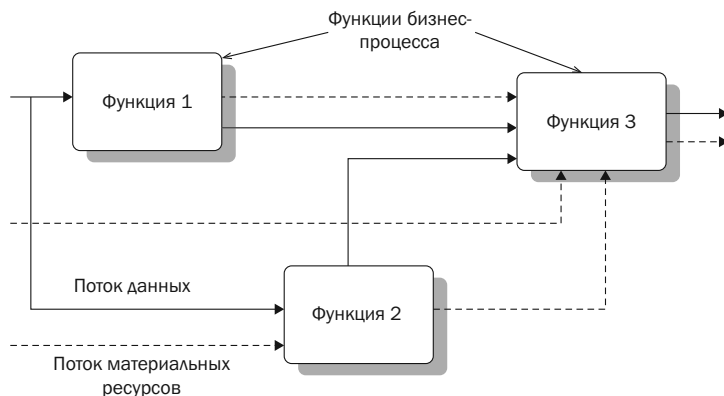 Функции бизнес-
процесса
Функция 1
Функция 3
Поток данных
Функция 2
Поток материальных
ресурсов